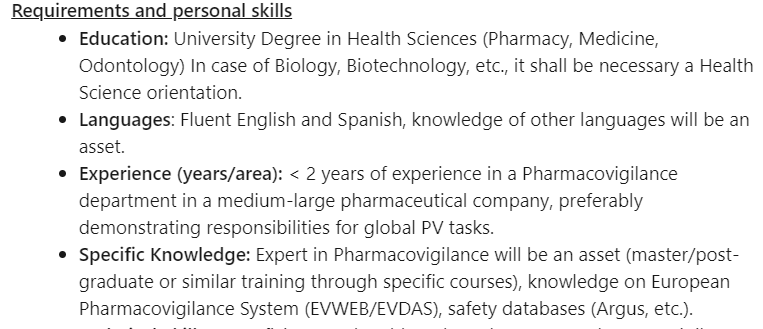 Requirements and personal skills
• Education: University Degree in Health Sciences (Pharmacy, Medicine,
Odontology) In case of Biology, Biotechnology, etc., it shall be necessary a Health
Science orientation.
• Languages: Fluent English and Spanish, knowledge of other languages will be an
asset.
• Experience (years/area): < 2 years of experience in a Pharmacovigilance
department in a medium-large pharmaceutical company, preferably
demonstrating responsibilities for global PV tasks.
• Specific Knowledge: Expert in Pharmacovigilance will be an asset (master/post-
graduate or similar training through specific courses), knowledge on European
Pharmacovigilance System (EVWEB/EVDAS), safety databases (Argus, etc.).